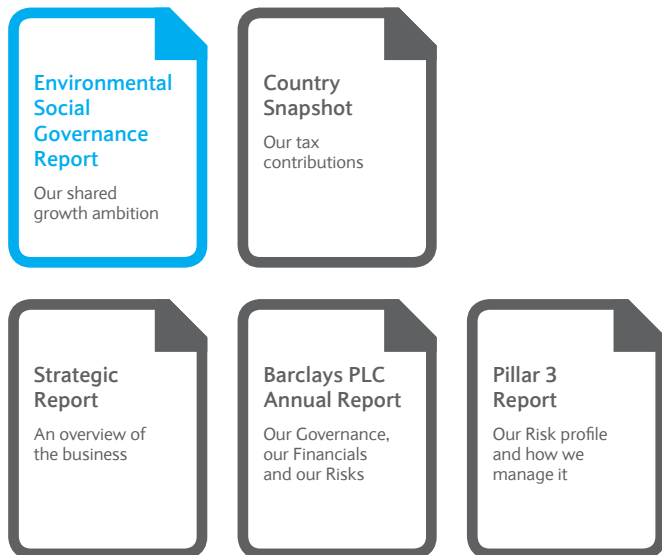 Environmental
Social
Governance
Report
Our shared
growth ambition
Country
Snapshot
Our tax
contributions
Strategic
Report
An overview of
the business
Barclays PLC
Annual Report
Our Governance,
our Financials
and our Risks
Pillar 3
Report
Our Risk profile
and how we
manage it